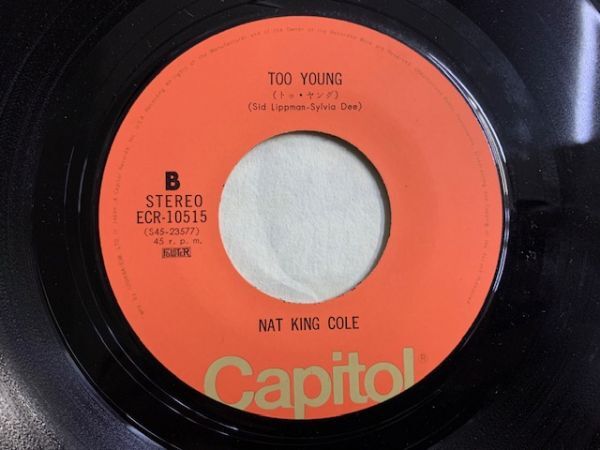 TOO YOUNG
(トゥ・ヤング)
(Sid Lippman-Sylvia Dee)
B
STEREO
ECR-10515
(S45-23577)
45 r.p.m.
NAT KING COLE
Capitol®